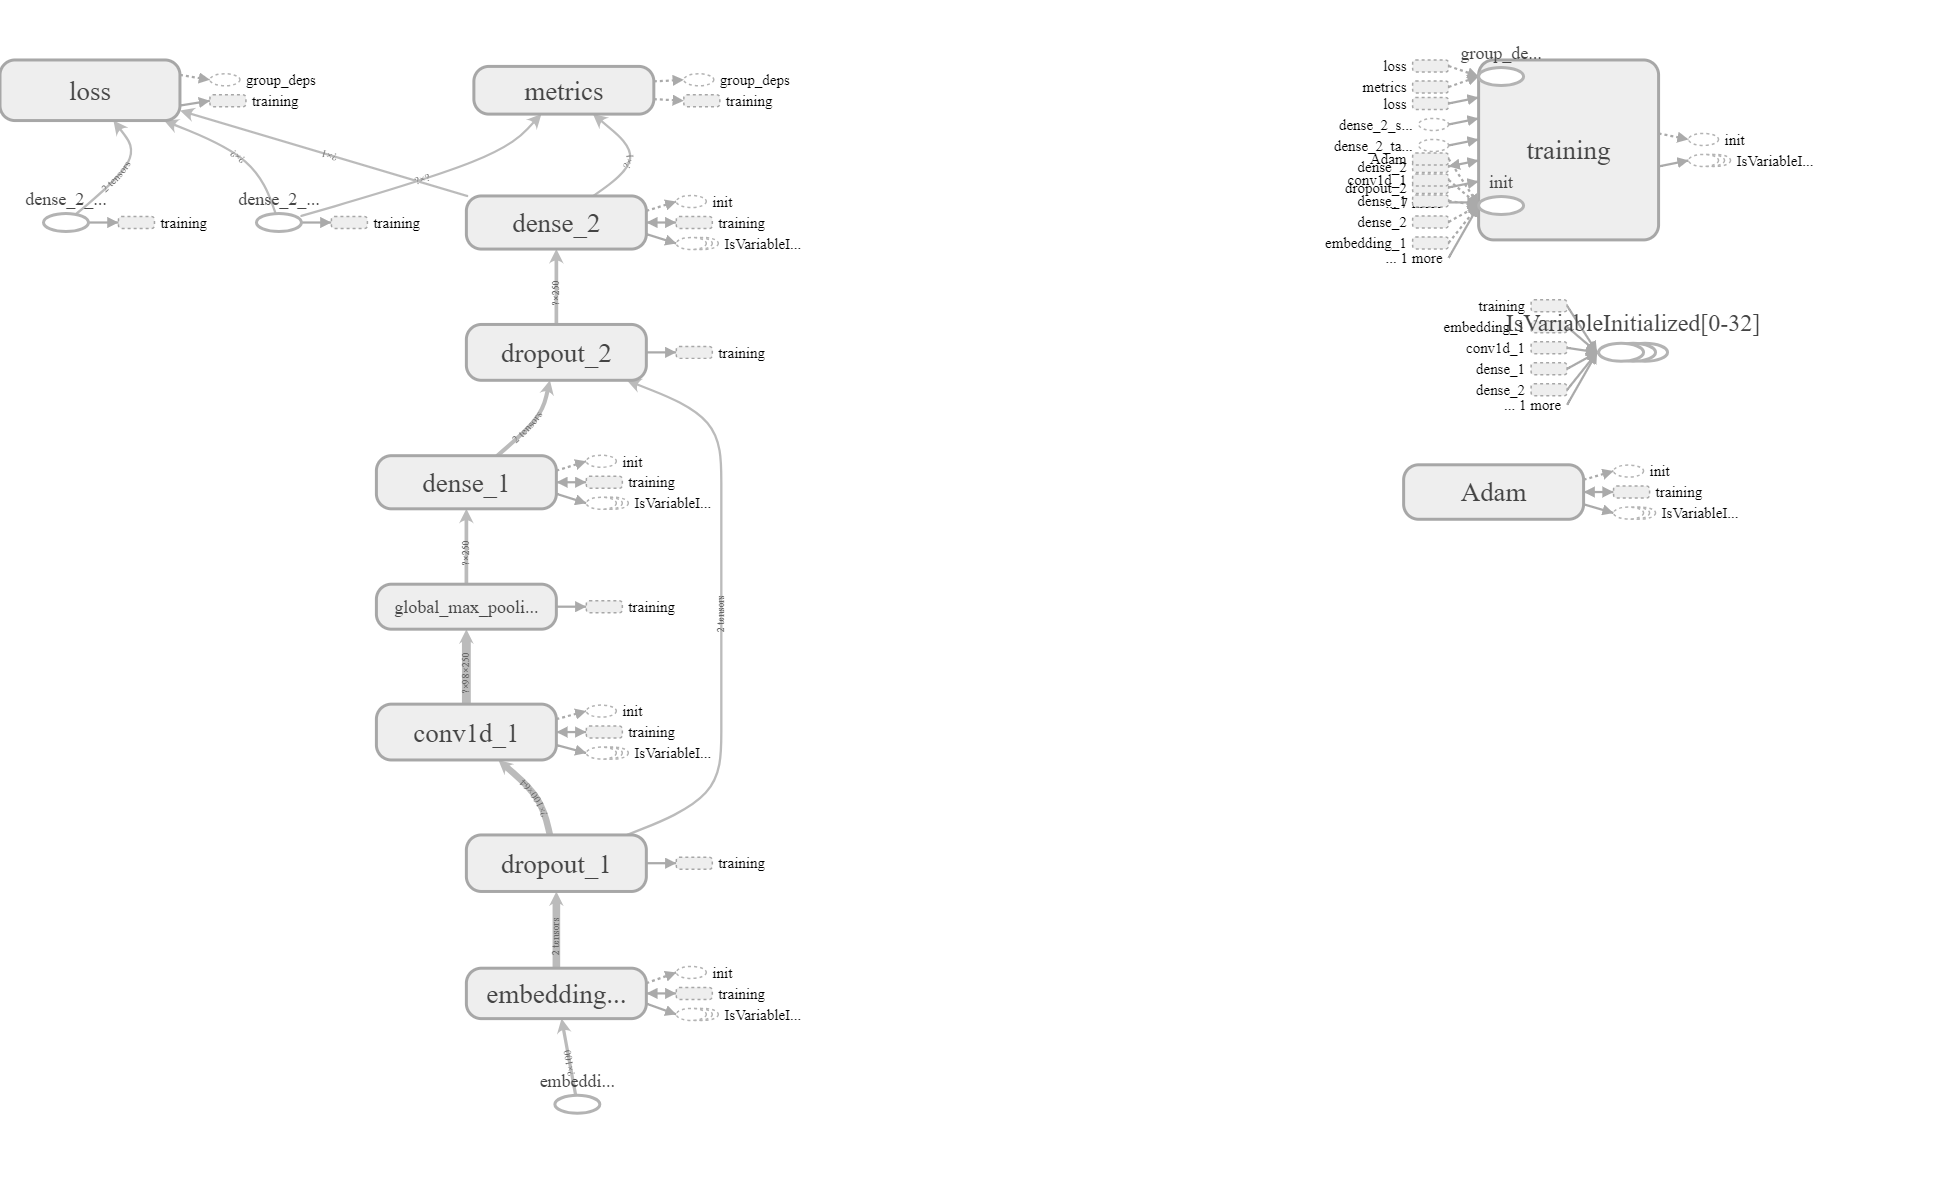 loss
group_deps
training
metrics
group_deps
training
2 tensors
?×?
?×1
?×?
?×1
dense_2_...
training
dense_2_...
training
dense_2
init
training
IsVariableI...
?×250
dropout_2
training
2 tensors
dense_1
init
training
IsVariableI...
?×250
2 tensors
global_max_pooli...
training
?×98×250
conv1d_1
init
training
IsVariableI...
?×100×64
dropout_1
training
2 tensors
embedding...
init
training
IsVariableI...
?×100
embeddi...
group_de...
loss
metrics
loss
dense_2_s...
dense_2_ta...
Adam
dense_2
conv1d_1
dropout_2
dense_1
dense_2
embedding_1
... 1 more
training
init
init
IsVariableI...
training
IsVariableInitialized[0-32]
embedding_1
conv1d_1
dense_1
dense_2
... 1 more
Adam
init
training
IsVariableI...